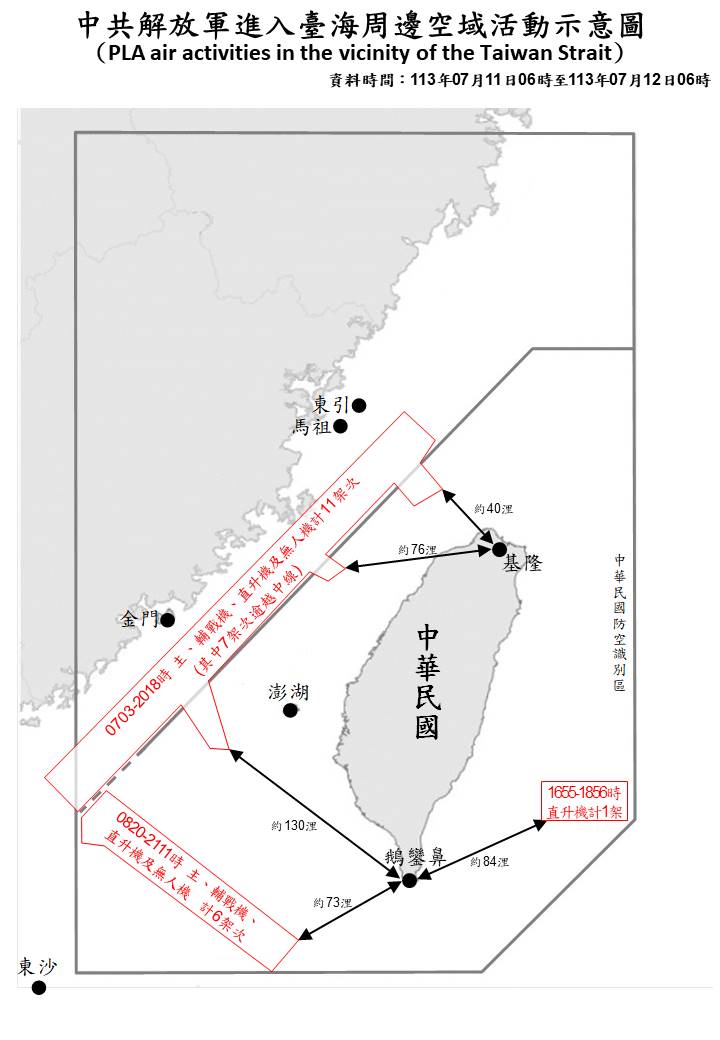 中共解放軍進入臺海周邊空域活動示意圖
（PLA air activities in the vicinity of the Taiwan Strait）
資料時間：113年07月11日06時至113年07月12日06時
東引
馬祖
0703-2018時 主、輔戰機、直升機及無人機計11架次
(其中7架次逾越中線)
約40浬
約76浬
基隆
中華民國防空識別區
金門
中華民國
澎湖
1655-1856時
直升機計1架
約130浬
0820-2111時 主、輔戰機、
直升機及無人機 計6架次
鵝鑾鼻
約84浬
約73浬
東沙